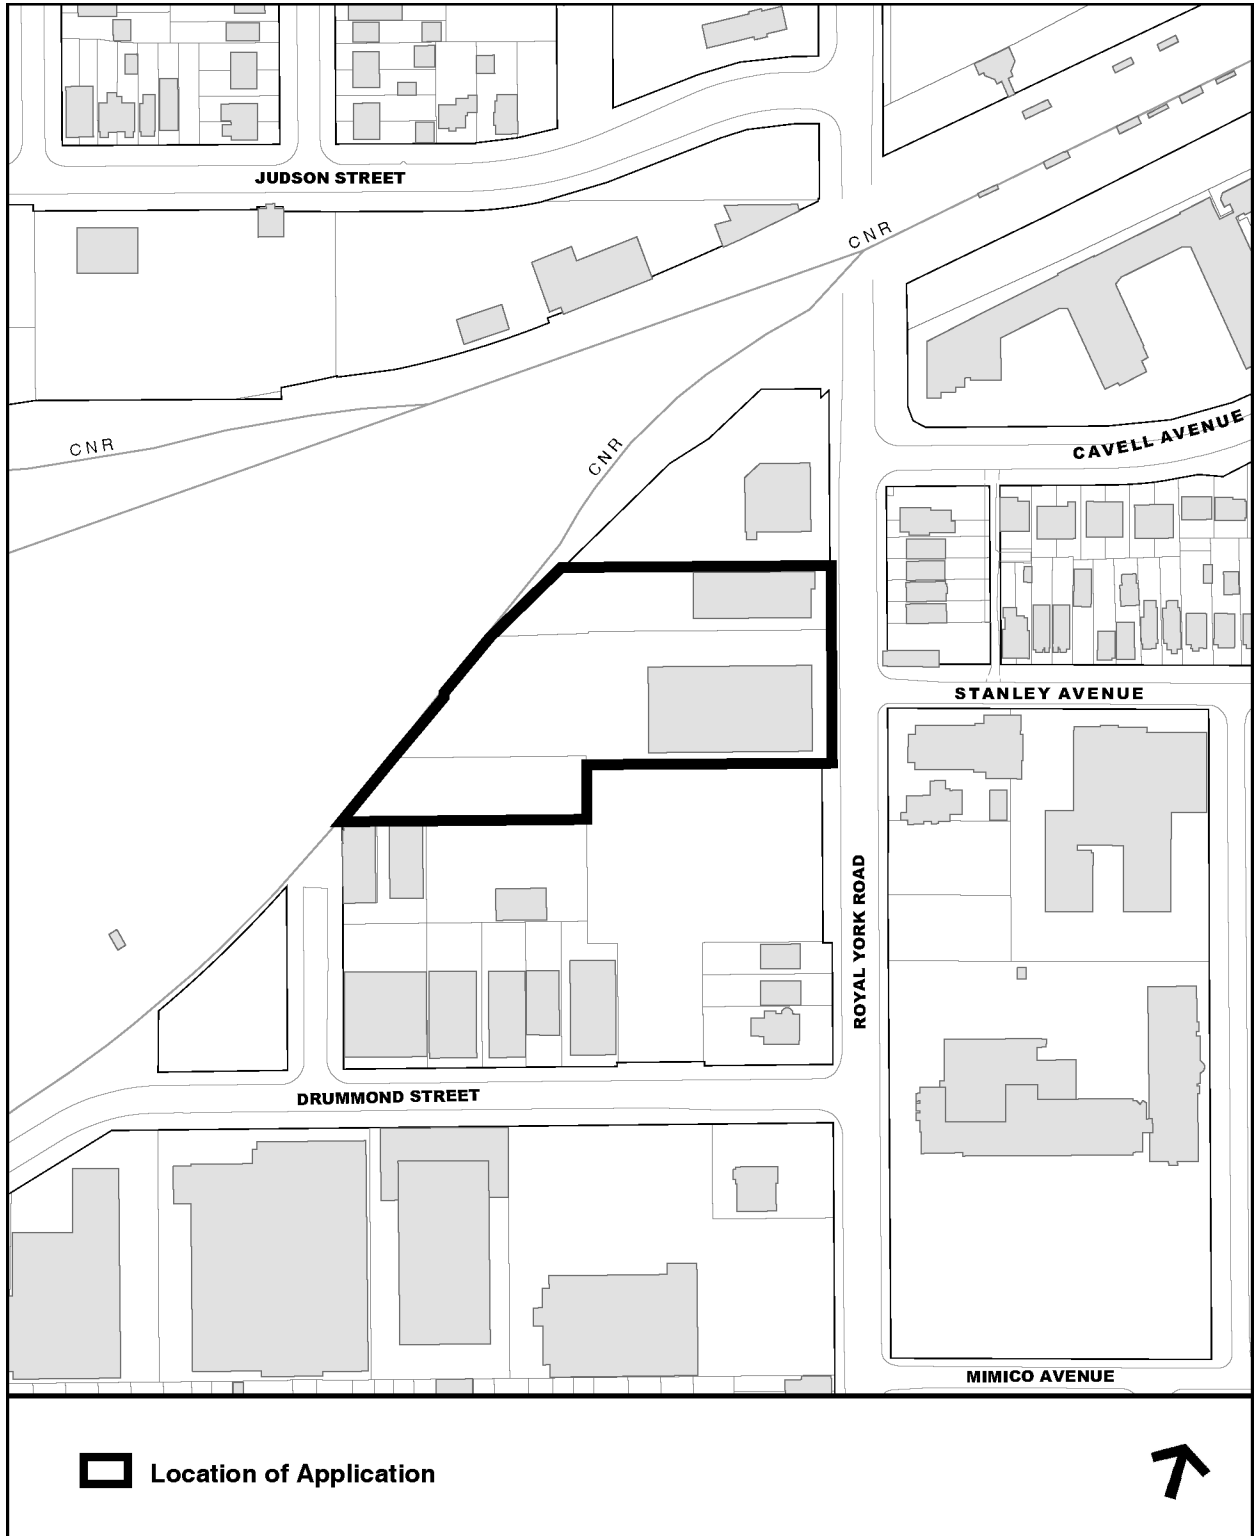 JUDSON STREET
CNR
CAVELL AVENUE
CNR
CNR
STANLEY AVENUE
ROYAL YORK ROAD
DRUMMOND STREET
MIMICO AVENUE
Location of Application